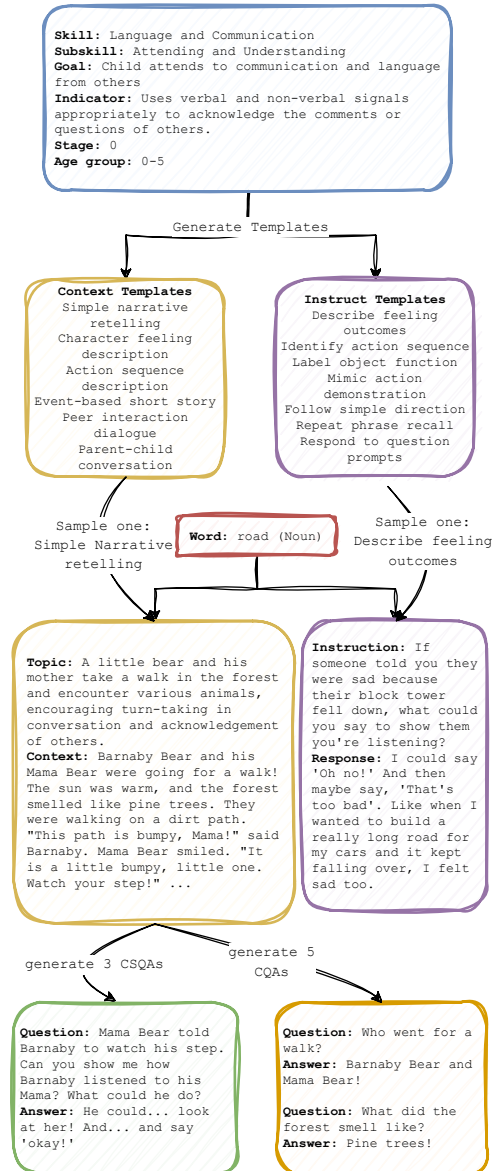 Skill: Language and Communication
Subskill: Attending and Understanding
Goal: Child attends to communication and language
from others
Indicator: Uses verbal and non-verbal signals
appropriately to acknowledge the comments or
questions of others.
Stage: 0
Age group: 0-5
Generate Templates
Context Templates
Simple narrative
retelling
Character feeling
description
Action sequence
description
Event-based short story
Peer interaction
dialogue
Parent-child
conversation
Instruct Templates
Describe feeling
outcomes
Identify action sequence
Label object function
Mimic action
demonstration
Follow simple direction
Repeat phrase recall
Respond to question
prompts
Sample one:
Simple Narrative
retelling
Word: road (Noun)
Sample one:
Describe feeling
outcomes
Topic: A little bear and his
mother take a walk in the forest
and encounter various animals,
encouraging turn-taking in
conversation and acknowledgement
of others.
Context: Barnaby Bear and his
Mama Bear were going for a walk!
The sun was warm, and the forest
smelled like pine trees. They
were walking on a dirt path.
"This path is bumpy, Mama!" said
Barnaby. Mama Bear smiled. "It
is a little bumpy, little one.
Watch your step!" ...
Instruction: If
someone told you they
were sad because
their block tower
fell down, what could
you say to show them
you're listening?
Response: I could say
'Oh no!' And then
maybe say, 'That's
too bad'. Like when I
wanted to build a
really long road for
my cars and it kept
falling over, I felt
sad too.
generate 3 CSQAs
generate 5
CQAs
Question: Mama Bear told
Barnaby to watch his step.
Can you show me how
Barnaby listened to his
Mama? What could he do?
Answer: He could... look
at her! And... and say
'okay!'
Question: Who went for a
walk?
Answer: Barnaby Bear and
Mama Bear!
Question: What did the
forest smell like?
Answer: Pine trees!